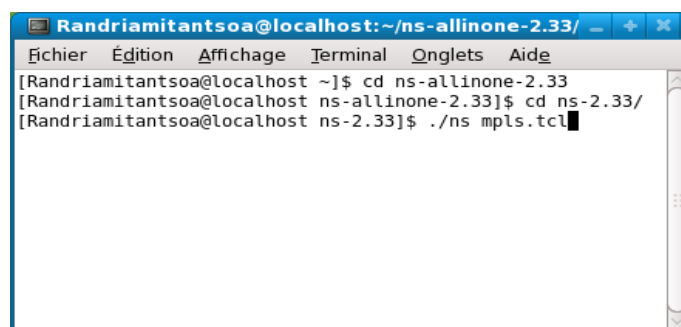 Randriamitantsoa@localhost:~/ns-allinone-2.33/
Fichier Édition Affichage Terminal Onglets Aide
[Randriamitantsoa@localhost ~]$ cd ns-allinone-2.33
[Randriamitantsoa@localhost ns-allinone-2.33]$ cd ns-2.33/
[Randriamitantsoa@localhost ns-2.33]$ ./ns mpls.tcl